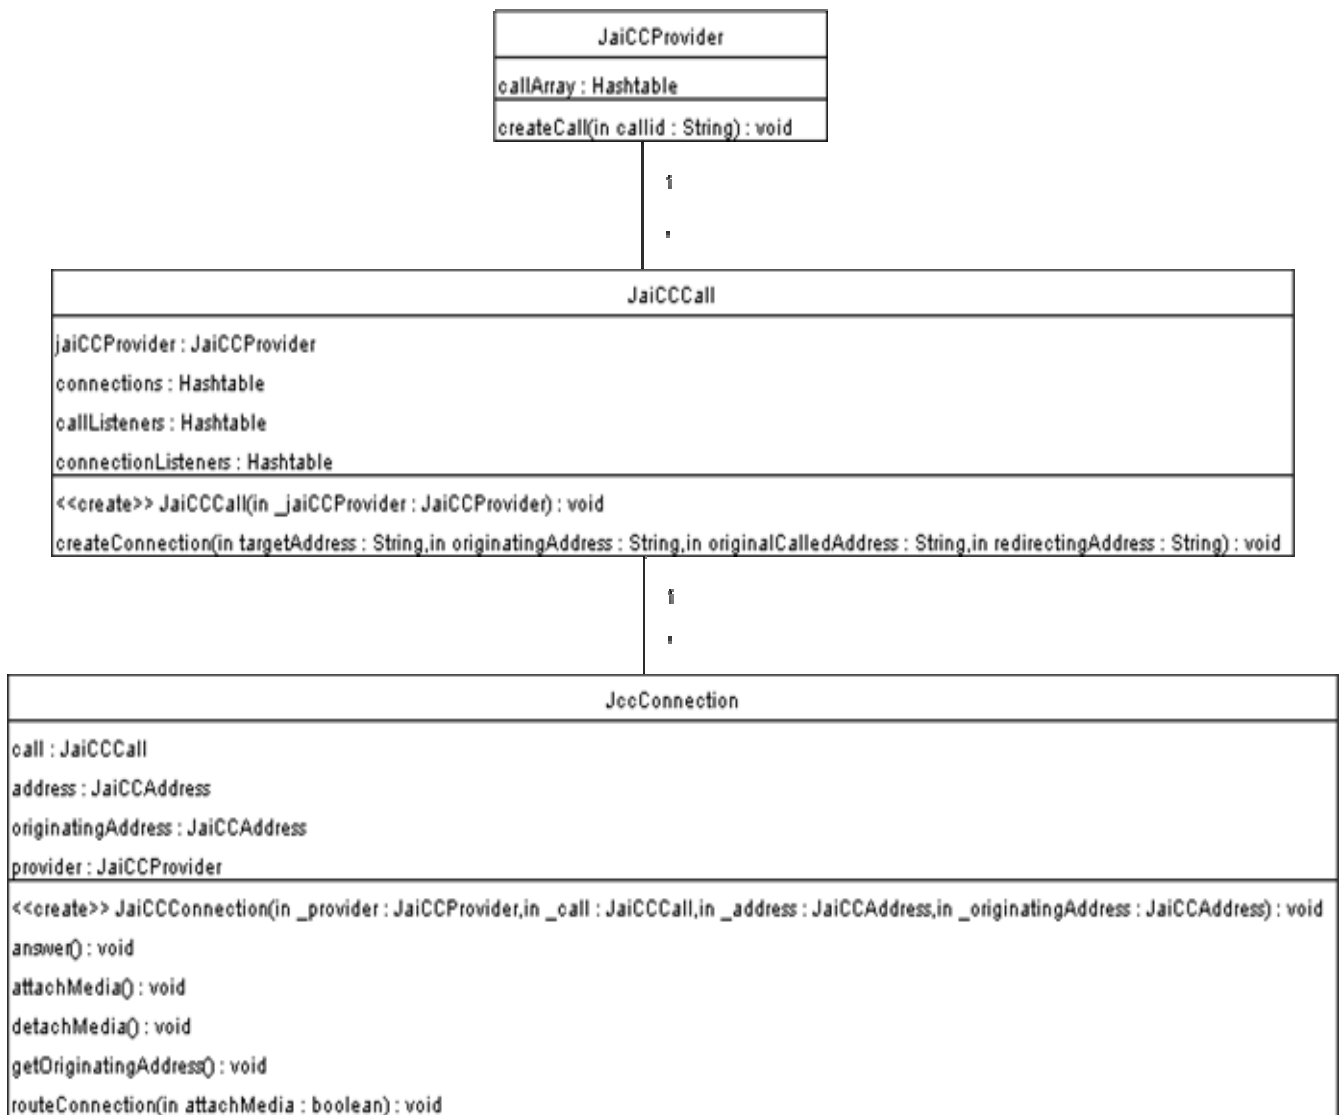 JaiCCProvider
callArray : Hashtable
createCall(in callid : String) : void
1
*
JaiCCCall
jaiCCProvider : JaiCCProvider
connections : Hashtable
callListeners : Hashtable
connectionListeners : Hashtable
<<create>> JaiCCCall(in _jaiCCProvider : JaiCCProvider) : void
createConnection(in targetAddress : String,in originatingAddress : String,in originalCalledAddress : String,in redirectingAddress : String) : void
1
*
JccConnection
call : JaiCCCall
address : JaiCCAddress
originatingAddress : JaiCCAddress
provider : JaiCCProvider
<<create>> JaiCCConnection(in _provider : JaiCCProvider,in _call : JaiCCCall,in _address : JaiCCAddress,in _originatingAddress : JaiCCAddress) : void
answer() : void
attachMedia() : void
detachMedia() : void
getOriginatingAddress() : void
routeConnection(in attachMedia : boolean) : void